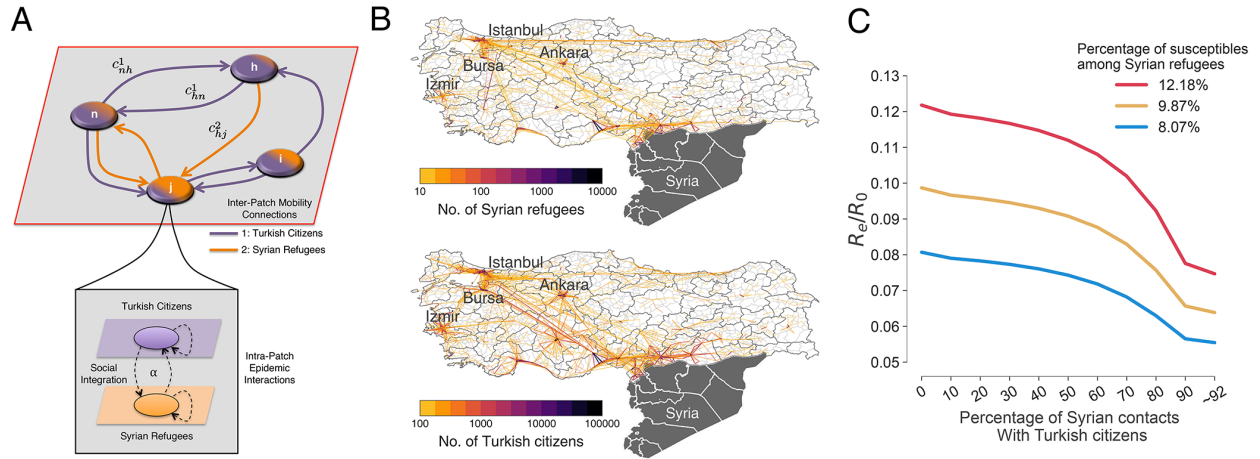 A
c¹nh
h
c¹hn
n
c²hj
i
j
Inter-Patch Mobility
Connections
1: Turkish Citizens
2: Syrian Refugees
Turkish Citizens
Social
Integration
α
Intra-Patch
Epidemic
Interactions
Syrian Refugees
B
Istanbul
Ankara
Bursa
Izmir
Syria
10 100 1000 10000
No. of Syrian refugees
Istanbul
Ankara
Bursa
Izmir
Syria
100 1000 10000 100000
No. of Turkish citizens
C
Percentage of susceptibles
among Syrian refugees
12.18%
9.87%
8.07%
0.13
0.12
0.11
0.10
0.09
0.08
0.07
0.06
0.05
Re/R0
0 10 20 30 40 50 60 70 80 90 ~92
Percentage of Syrian contacts
With Turkish citizens